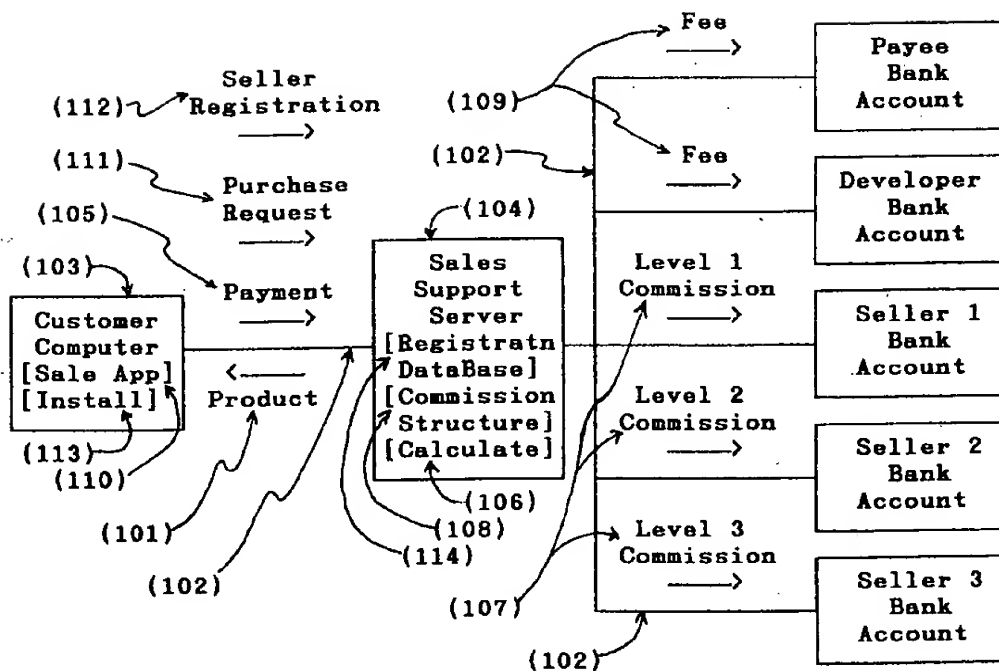 Fee
Payee
Bank
Account
(109)
Seller
Registration
(112)
(111)
(102)
Fee
Developer
Bank
Account
Purchase
Request
(105)
(104)
(103)
Payment
Sales
Support
Server
[Registratn
DataBase]
[Commission
Structure]
[Calculate]
Level 1
Commission
Seller 1
Bank
Account
Customer
Computer
[Sale App]
[Install]
Product
Level 2
Commission
Seller 2
Bank
Account
(113)
(110)
(106)
(101)
(108)
(114)
Level 3
Commission
(102)
(107)
Seller 3
Bank
Account
(102)